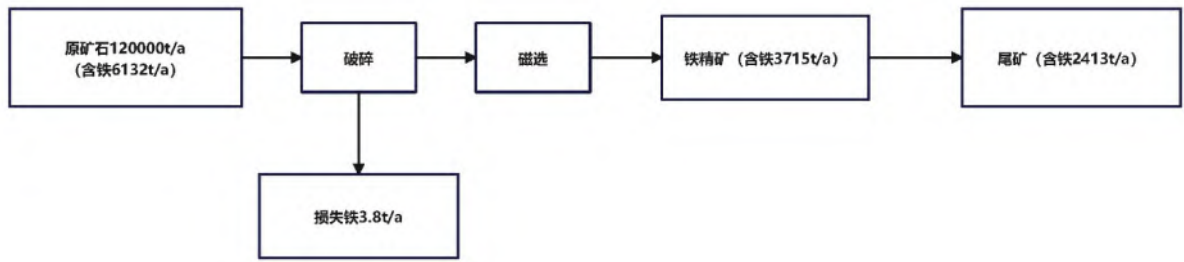 原矿石120000t/a
（含铁6132t/a）
破碎
磁选
铁精矿（含铁3715t/a）
尾矿（含铁2413t/a）
损失铁3.8t/a